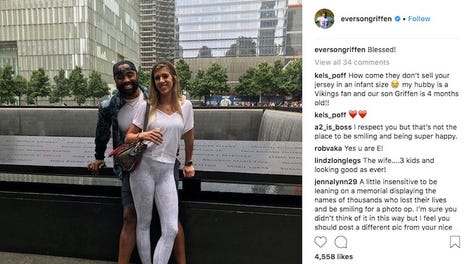 eversongriffen • Follow
eversongriffen Blessed!
View all 34 comments
kels_poff How come they don't sell your
jersey in an infant size 😭 my hubby is a
Vikings fan and our son Griffen is 4 months
old!!
kels_poff ❤️❤️
a2_is_boss I respect you but that's not the
place to be smiling and being super happy.
robvaka Yes u are E!
lindzlonglegs The wife....3 kids and
looking good as ever!
jennalynn29 A little insensitive to be
leaning on a memorial displaying the
names of thousands who lost their lives
and be smiling for a photo op. I'm sure you
didn't think of it in this way but I feel you
should post a different pic from your nice
4,558 likes